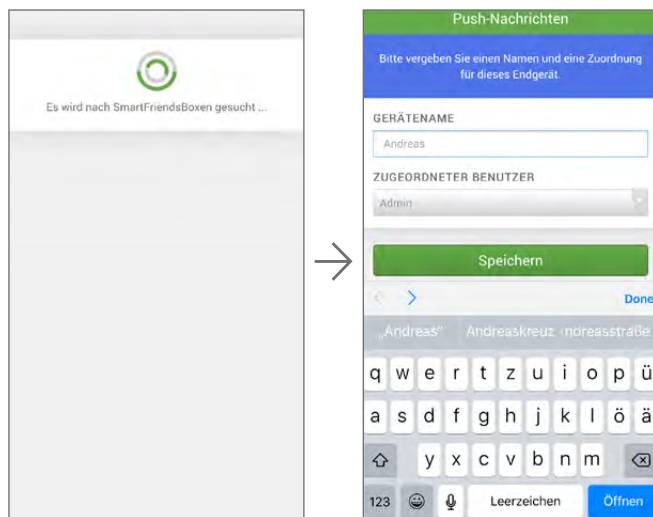 Es wird nach SmartFriendsBoxen gesucht ...
Push-Nachrichten
Bitte vergeben Sie einen Namen und eine Zuordnung
für dieses Endgerät.
GERÄTENAME
Andreas
ZUGEORDNETER BENUTZER
Admin
Speichern
Done
„Andreas“ Andreaskreuz ndreasstraße
q w e r t z u i o p ü
a s d f g h j k l ö ä
y x c v b n m
123 Leerzeichen Öffnen